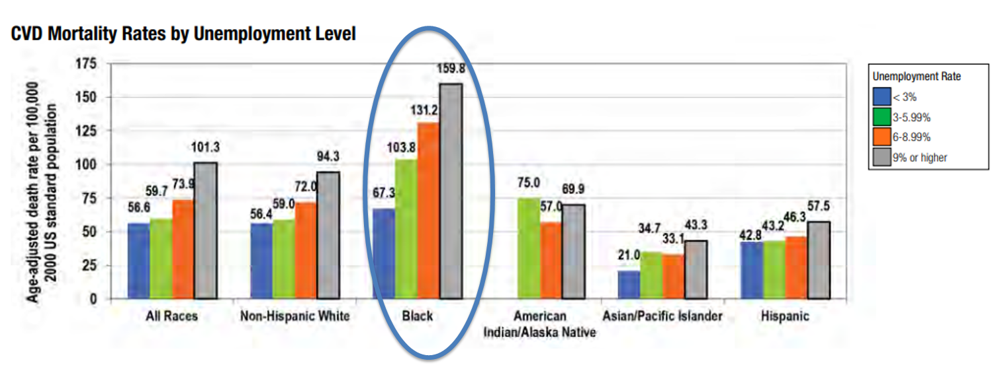 CVD Mortality Rates by Unemployment Level
Age-adjusted death rate per 100,000
2000 US standard population
175
150
125
100
75
50
25
0
56.6
59.7
73.9
101.3
56.4
59.0
72.0
94.3
67.3
103.8
131.2
159.8
75.0
57.0
69.9
21.0
34.7
33.1
43.3
42.8
43.2
46.3
57.5
All Races
Non-Hispanic White
Black
American
Indian/Alaska Native
Asian/Pacific Islander
Hispanic
Unemployment Rate
< 3%
3-5.99%
6-8.99%
9% or higher